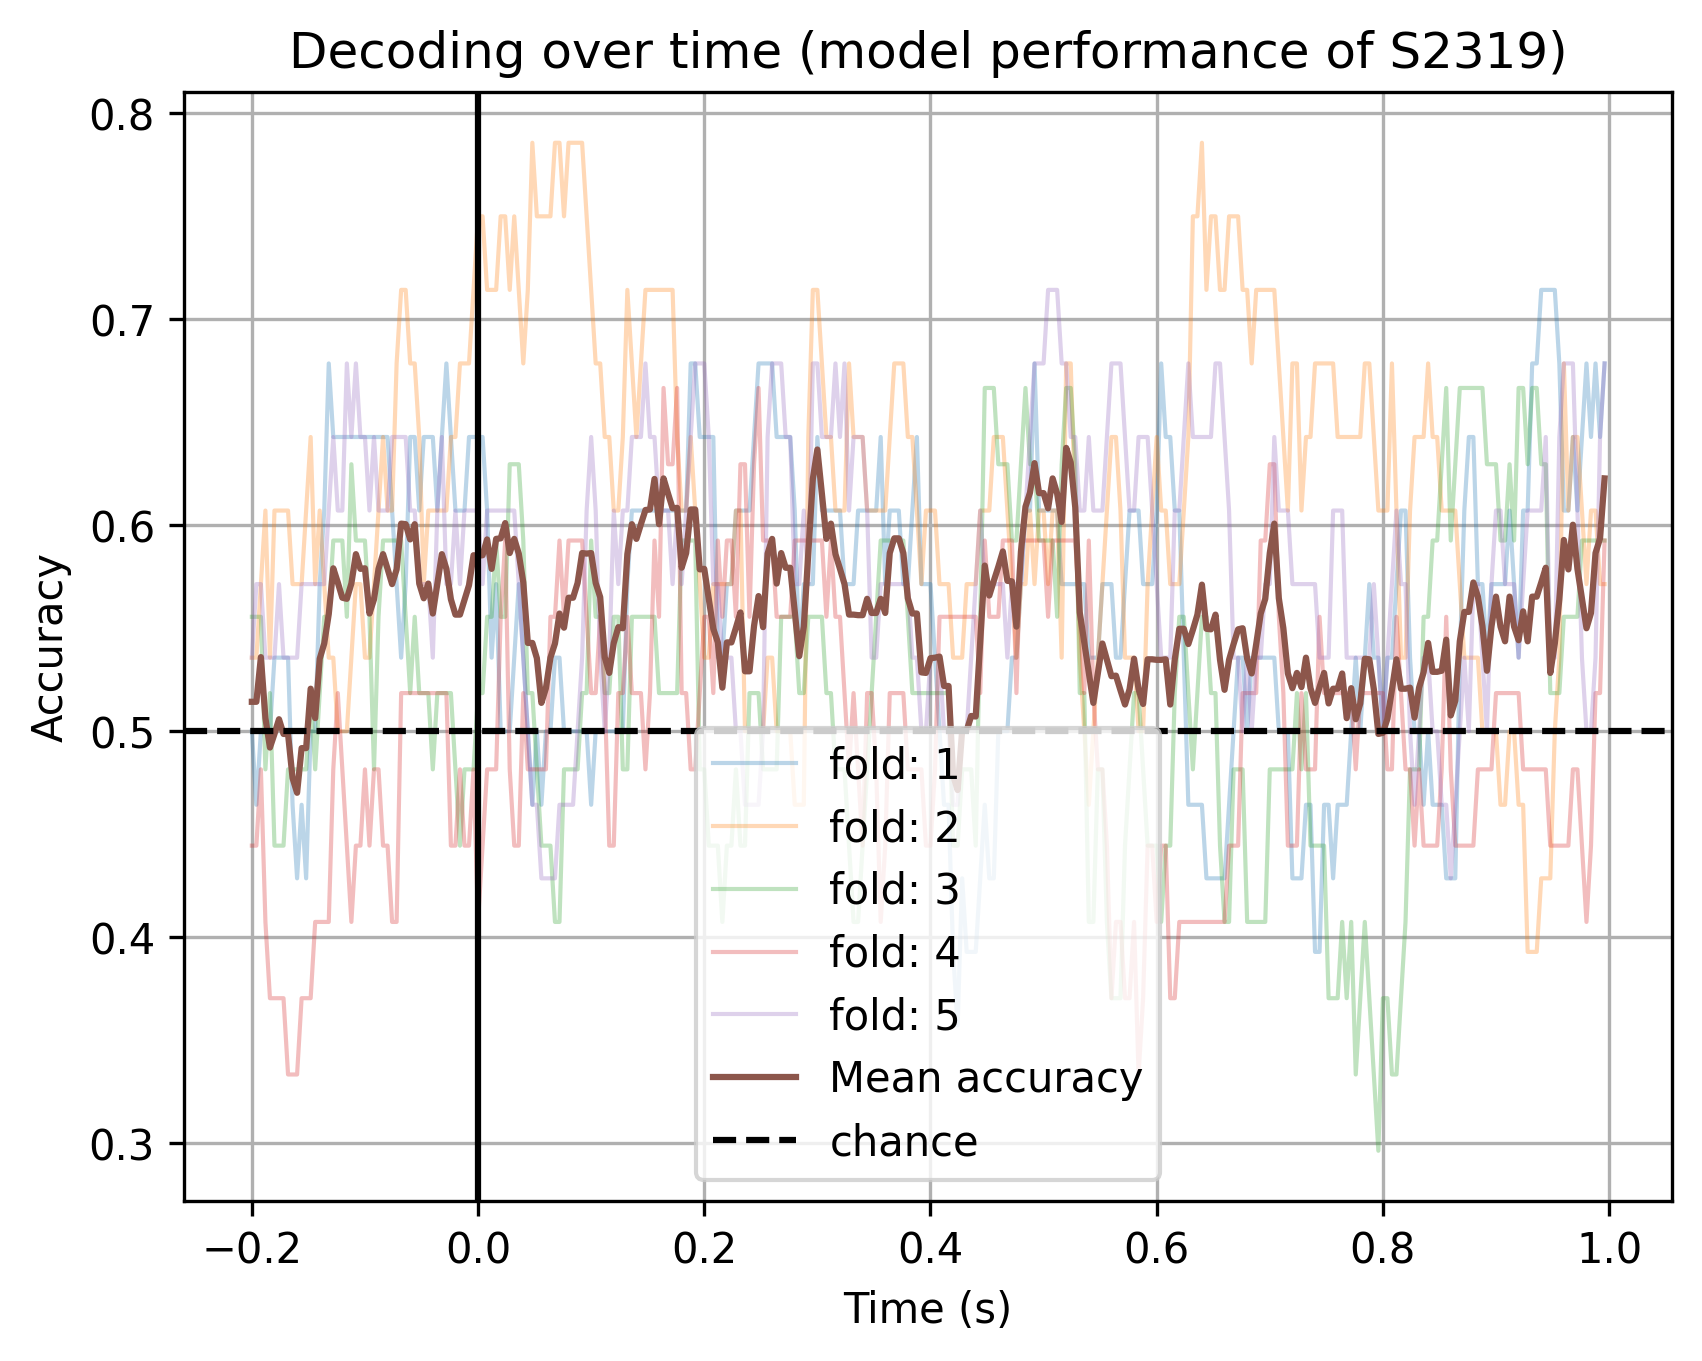 Decoding over time (model performance of S2319)
0.8
0.7
0.6
0.5
0.4
0.3
Accuracy
fold: 1
fold: 2
fold: 3
fold: 4
fold: 5
Mean accuracy
chance
−0.2 0.0 0.2 0.4 0.6 0.8 1.0
Time (s)